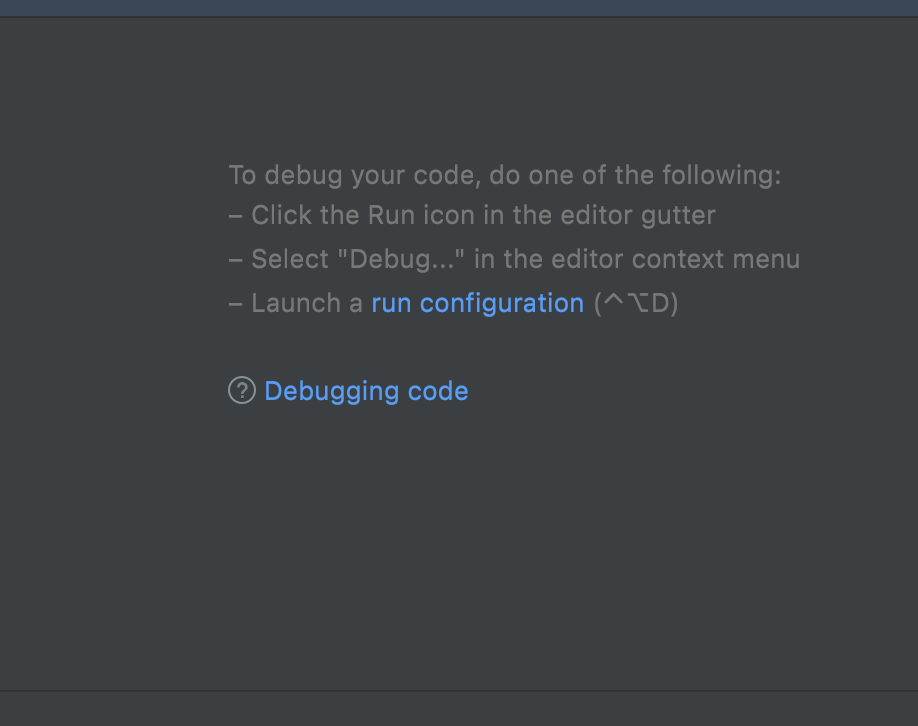 To debug your code, do one of the following:
– Click the Run icon in the editor gutter
– Select "Debug..." in the editor context menu
– Launch a run configuration (^⌥D)
? Debugging code